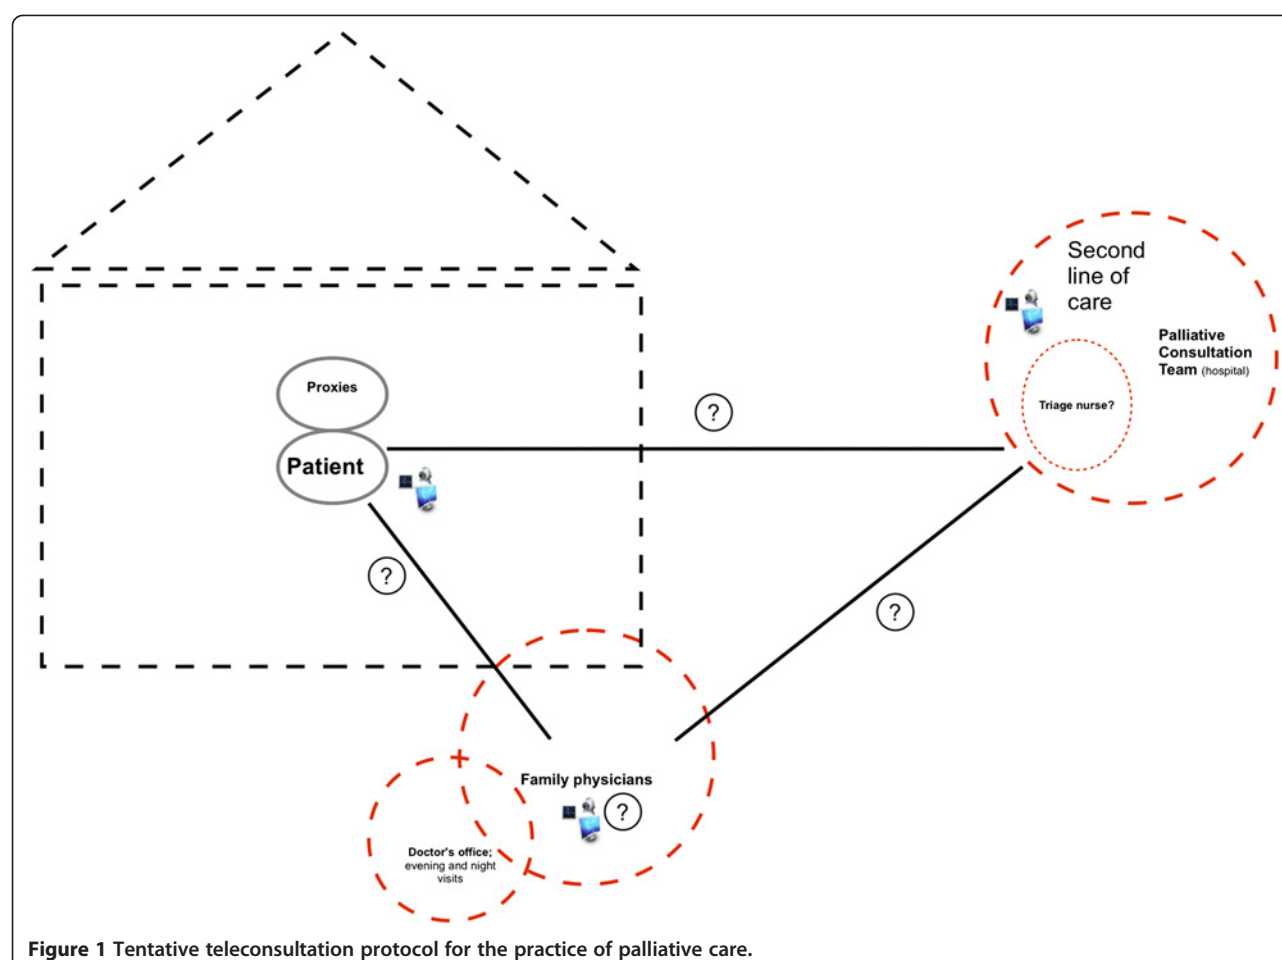 Second
line of
care
Palliative
Consultation
Team (hospital)
Proxies
Triage nurse?
?
Patient
?
?
Family physicians
?
Doctor's office;
evening and night
visits
Figure 1 Tentative teleconsultation protocol for the practice of palliative care.